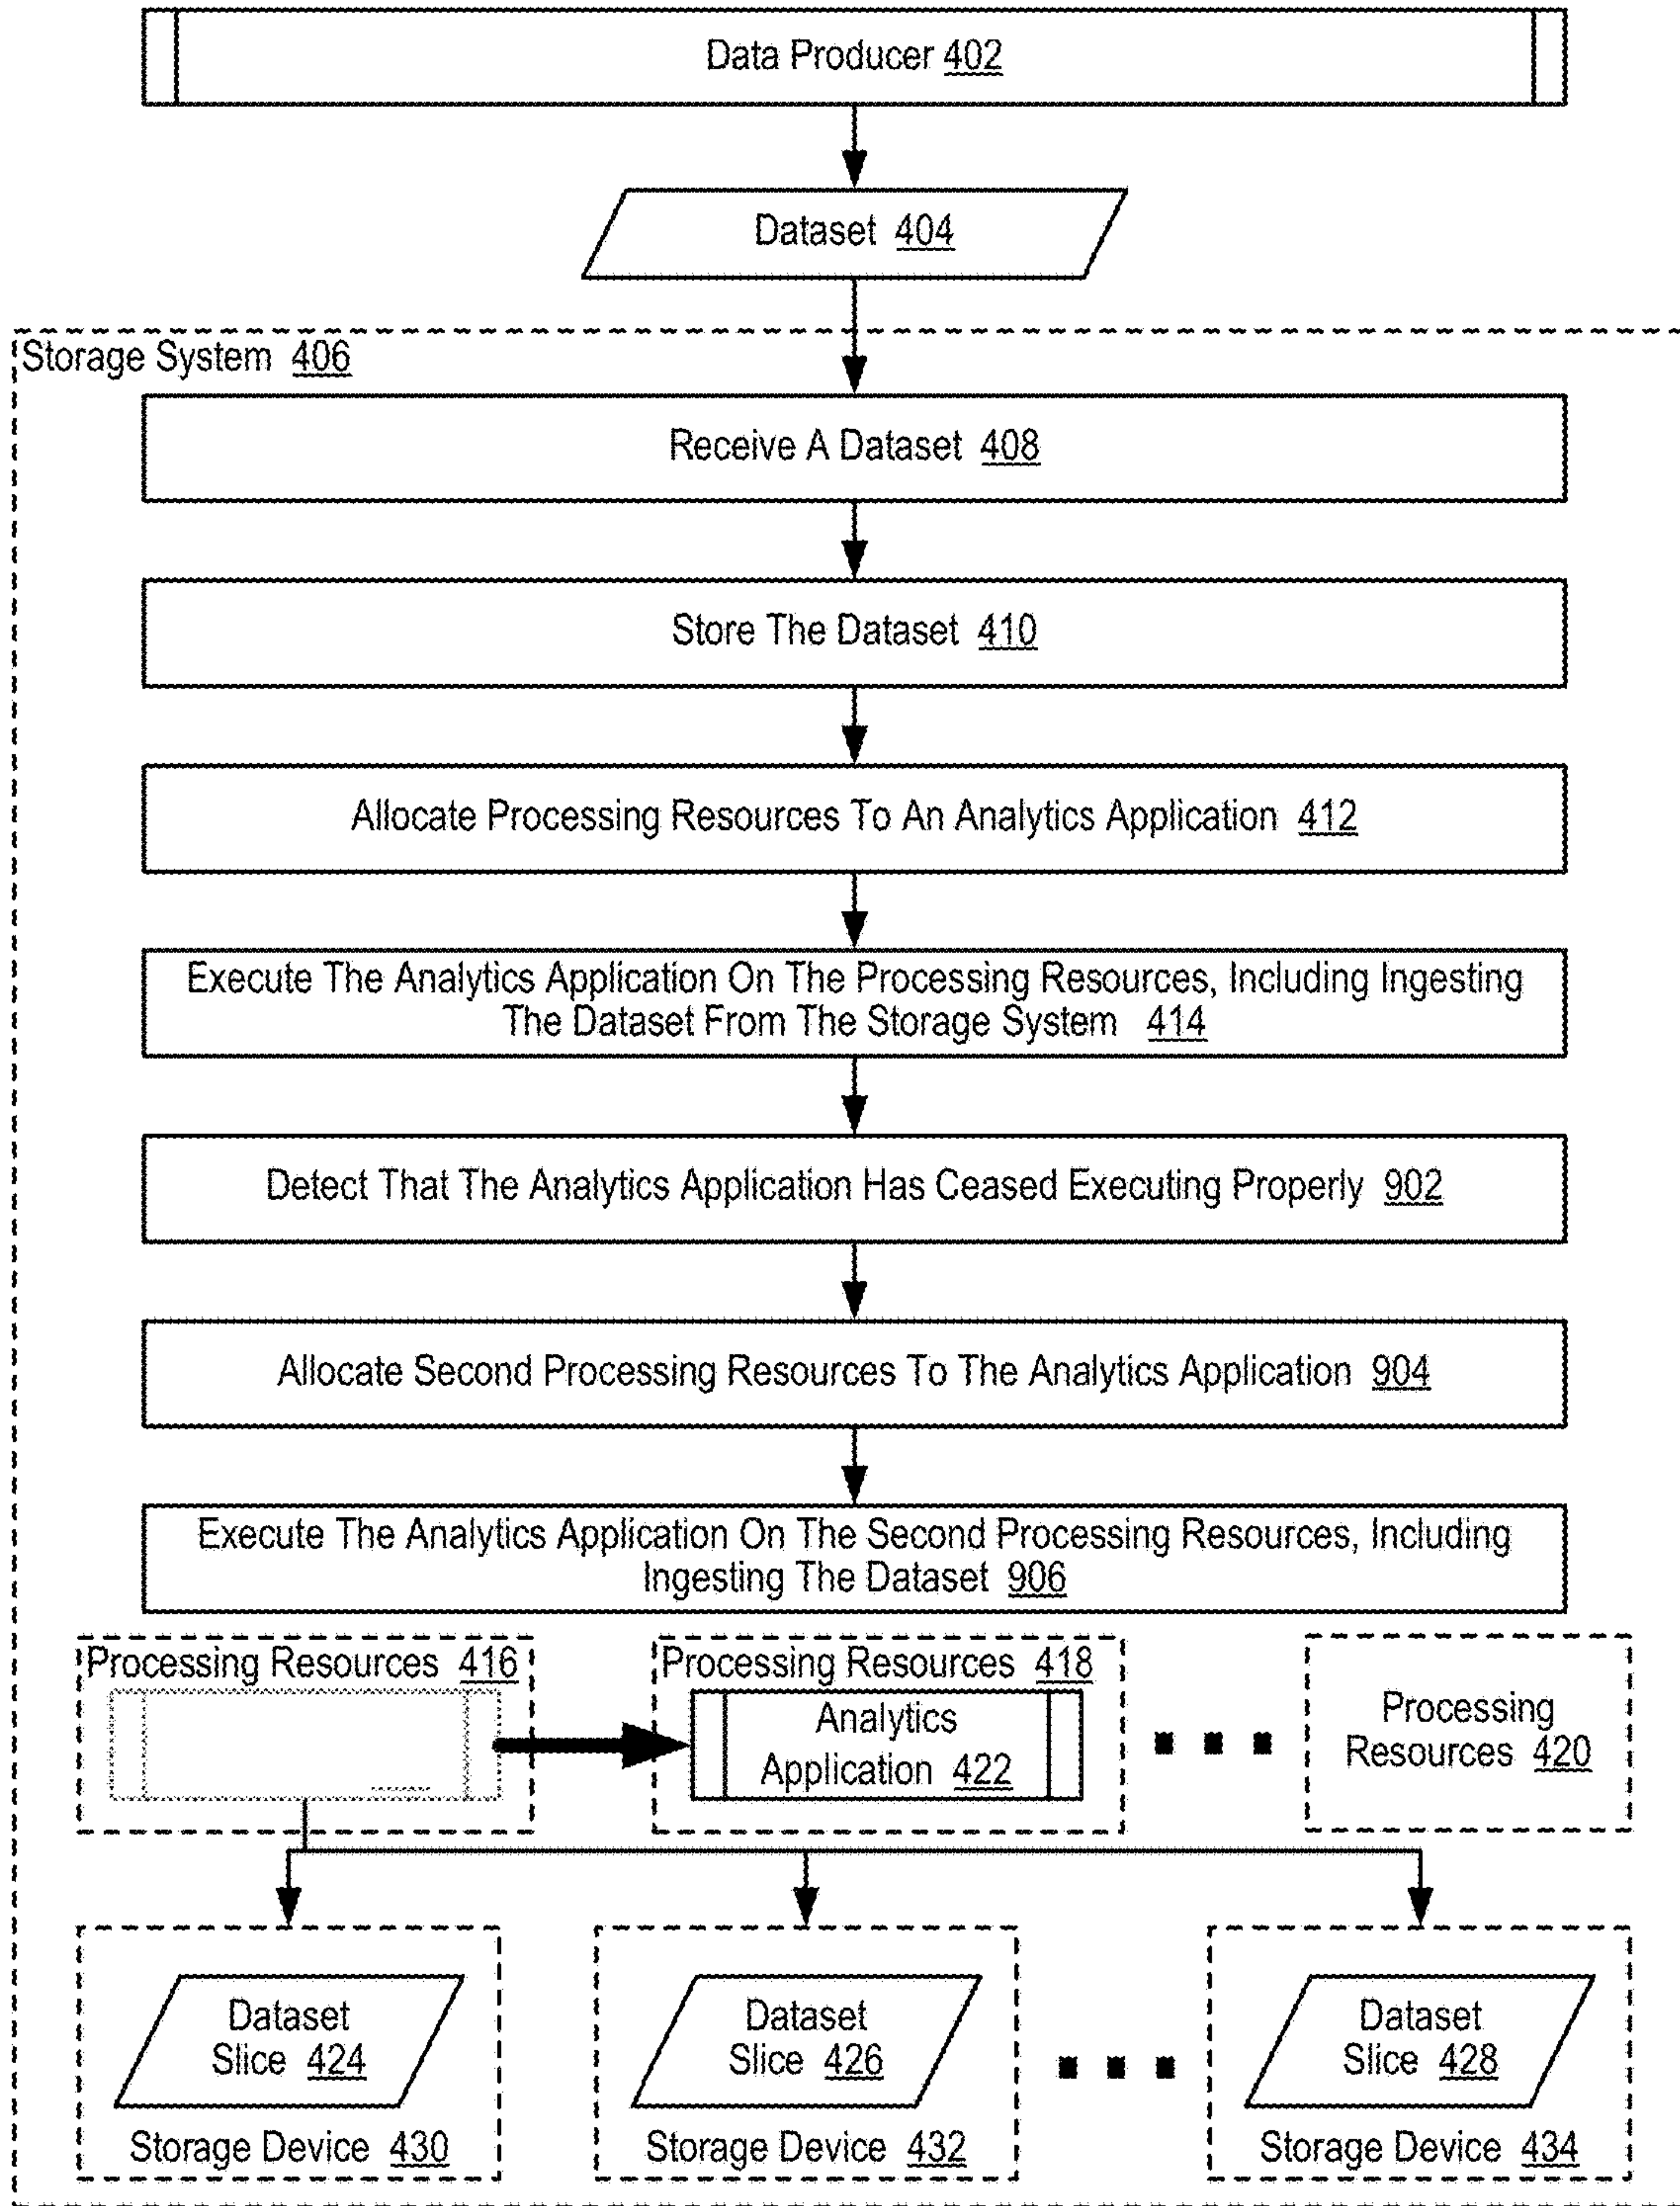 Data Producer 402
Dataset 404
Storage System 406
Receive A Dataset 408
Store The Dataset 410
Allocate Processing Resources To An Analytics Application 412
Execute The Analytics Application On The Processing Resources, Including Ingesting
The Dataset From The Storage System 414
Detect That The Analytics Application Has Ceased Executing Properly 902
Allocate Second Processing Resources To The Analytics Application 904
Execute The Analytics Application On The Second Processing Resources, Including
Ingesting The Dataset 906
Processing Resources 416
Processing Resources 418
Analytics
Application 422
Processing
Resources 420
Dataset
Slice 424
Storage Device 430
Dataset
Slice 426
Storage Device 432
Dataset
Slice 428
Storage Device 434